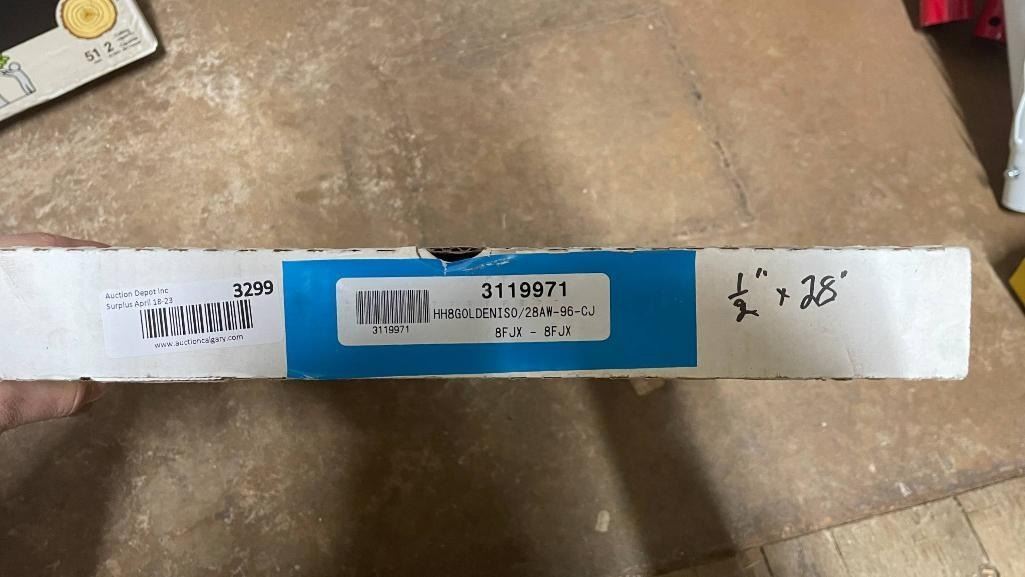 51 2
Auction Depot Inc
Surplus April 18-23
3299
www.auctioncalgary.com
3119971
3119971
HH8GOLDENISO/28AW-96-CJ
8FJX - 8FJX
1/2" x 28'